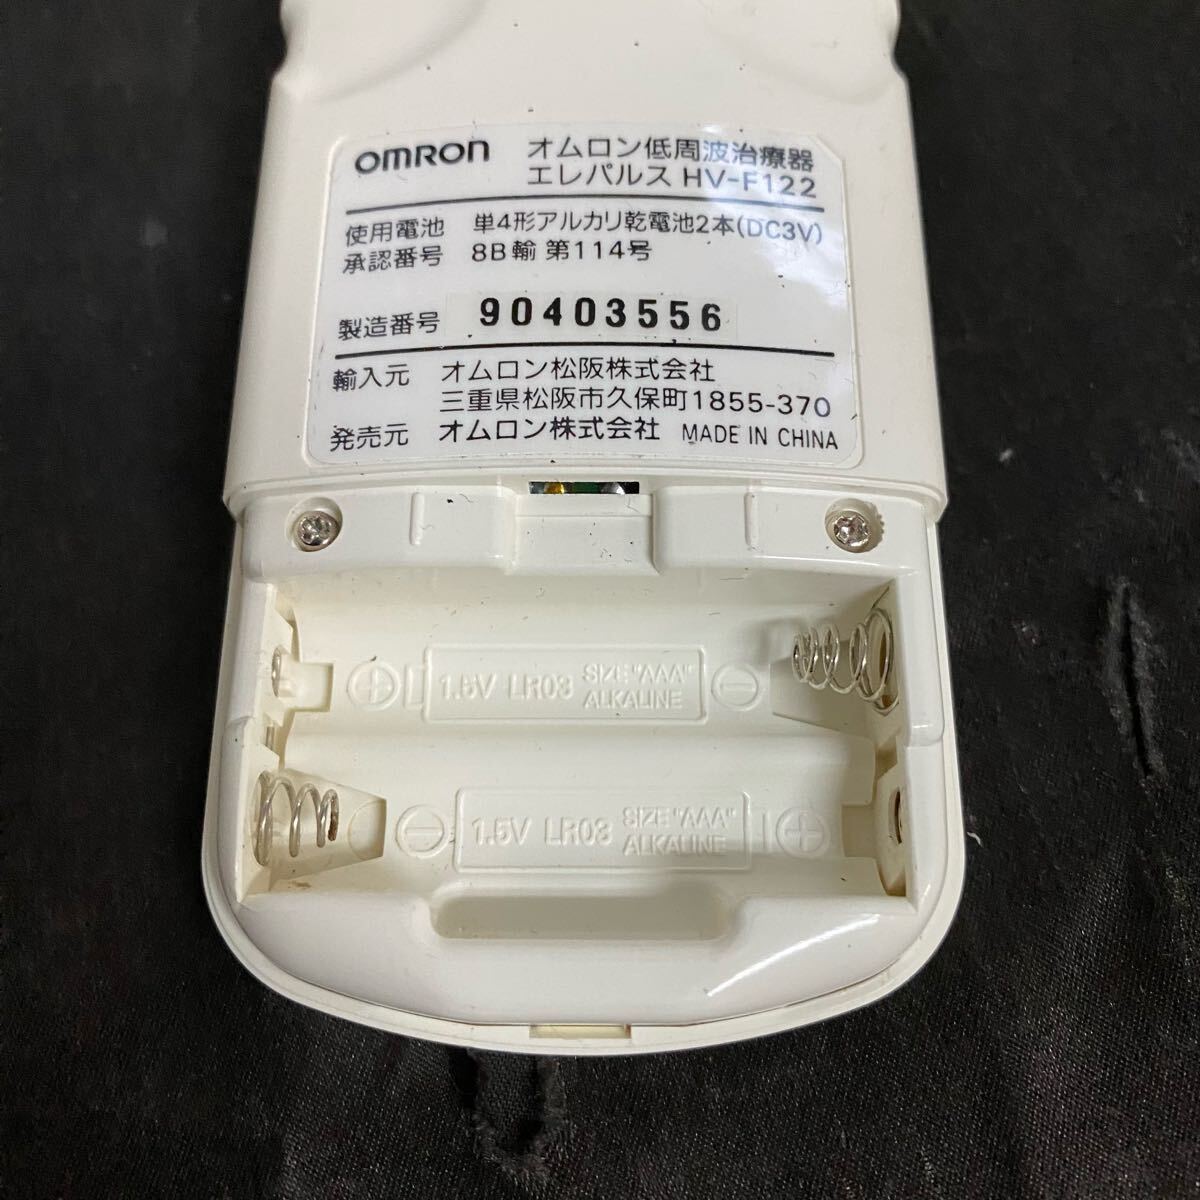 OMRON オムロン低周波治療器
エレパルス HV-F122
使用電池 単4形アルカリ乾電池2本(DC3V)
承認番号 8B輸 第114号
製造番号 90403556
輸入元 オムロン松阪株式会社
三重県松阪市久保町1855-370
発売元 オムロン株式会社 MADE IN CHINA
⊕ 1.5V LR03 SIZE"AAA" ALKALINE ⊖
⊖ 1.5V LR03 SIZE"AAA" ALKALINE ⊕